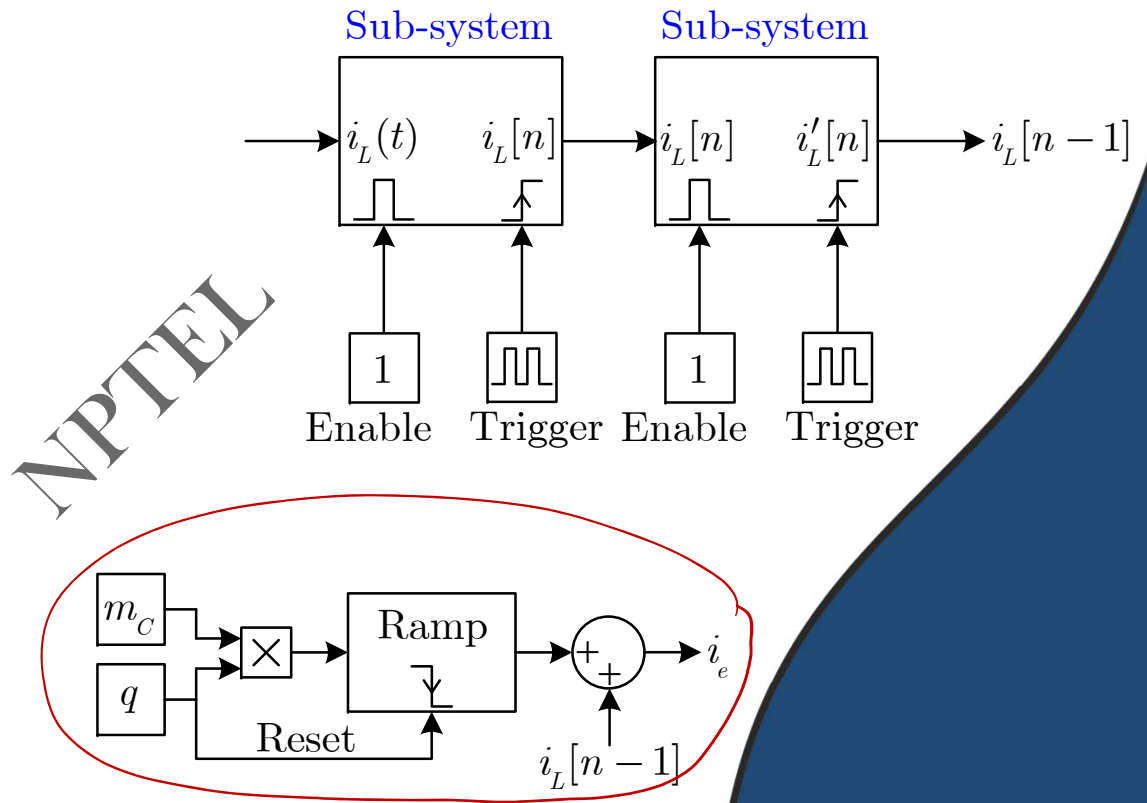 Sub-system Sub-system
i_L(t) i_L[n] i_L[n] i'_L[n] i_L[n − 1]
1 1
Enable Trigger Enable Trigger
NPTEL
m_C
Ramp
× + i_e
+
q
Reset
i_L[n − 1]